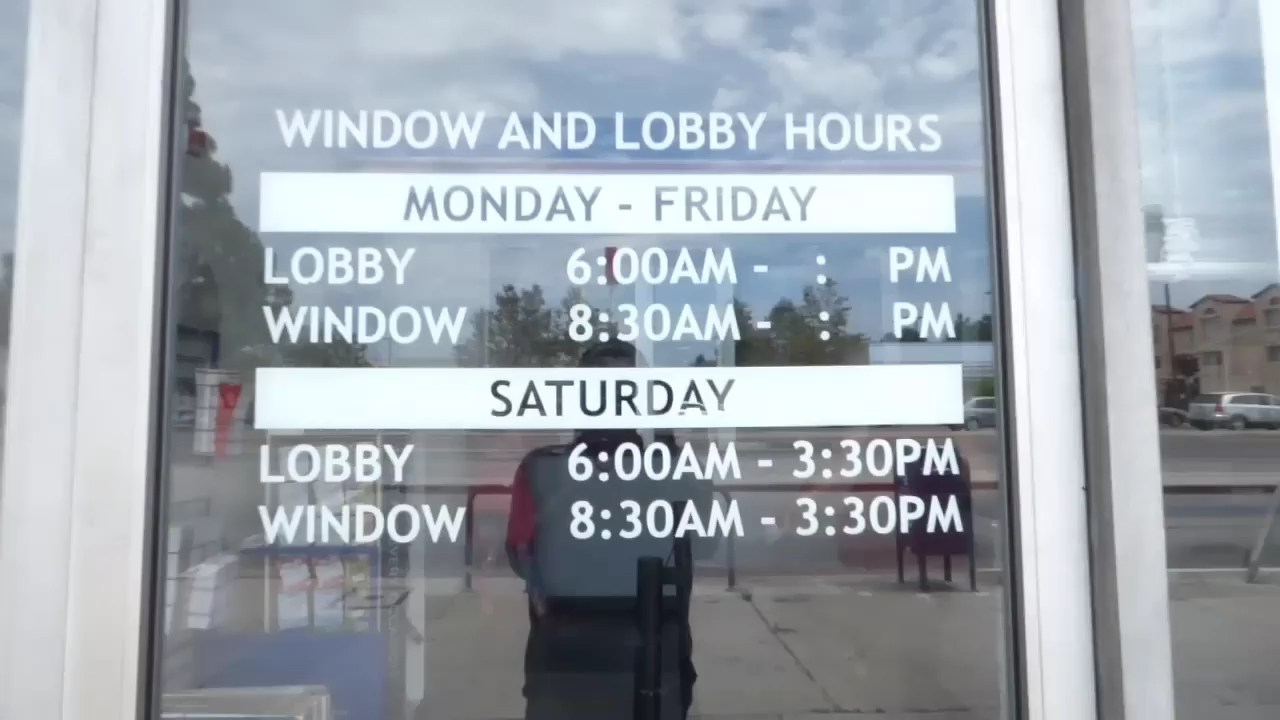 WINDOW AND LOBBY HOURS
MONDAY - FRIDAY
LOBBY 6:00AM - : PM
WINDOW 8:30AM - : PM
SATURDAY
LOBBY 6:00AM - 3:30PM
WINDOW 8:30AM - 3:30PM